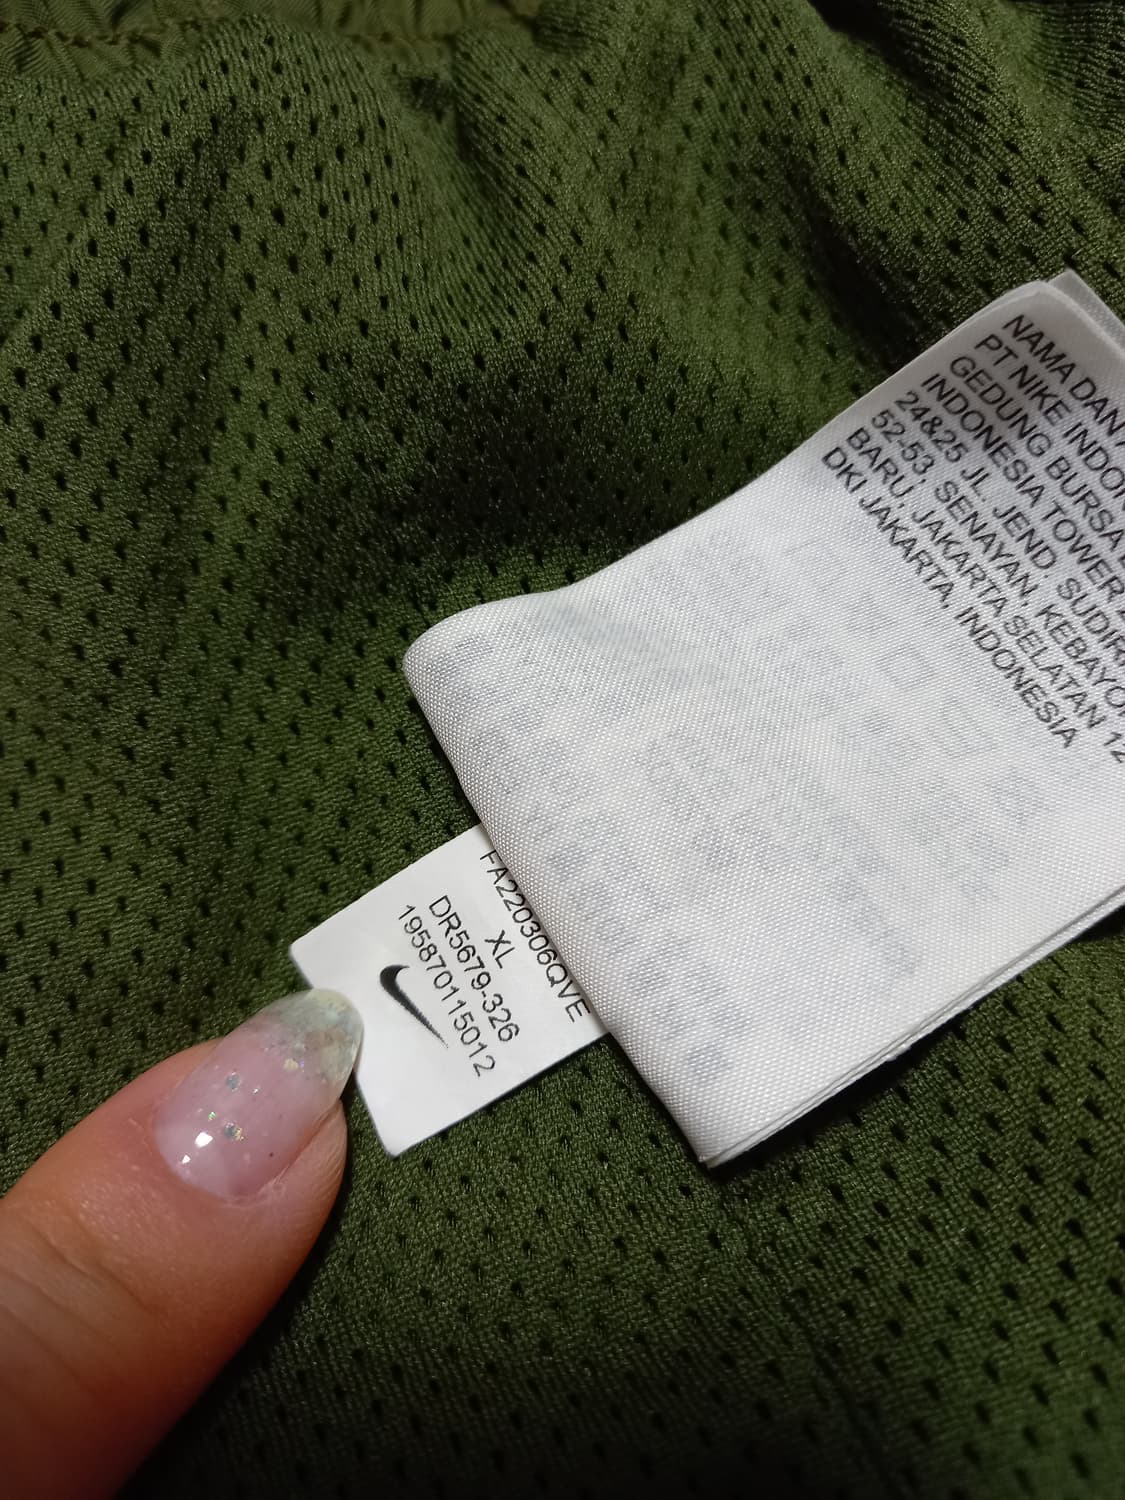 NAMA DAN
PT NIKE INDO
GEDUNG BURSA
INDONESIA TOWER
24&25 JL. JEND. SUDIR
52-53, SENAYAN, KEBAYO
BARU, JAKARTA SELATAN 12
DKI JAKARTA, INDONESIA
FA220306QVE
XL
DR5679-326
195870115012